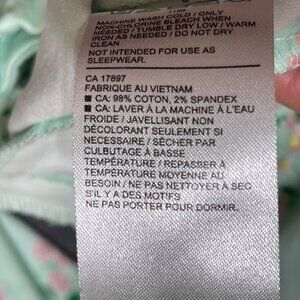 MACHINE WASH COLD / ONLY
NON-CHLORINE BLEACH WHEN
NEEDED / TUMBLE DRY LOW / WARM
IRON AS NEEDED / DO NOT DRY
CLEAN
NOT INTENDED FOR USE AS
SLEEPWEAR.
CA 17897
FABRIQUE AU VIETNAM
■ CA: 98% COTON, 2% SPANDEX
■ CA: LAVER À LA MACHINE À L'EAU
FROIDE / JAVELLISANT NON
DÉCOLORANT SEULEMENT SI
NECESSAIRE / SÉCHER PAR
CULBUTAGE À BASSE
TEMPÉRATURE / REPASSER À
TEMPÉRATURE MOYENNE AU
BESOIN / NE PAS NETTOYER À SEC
S'IL Y A DES MOTIFS
NE PAS PORTER POUR DORMIR.